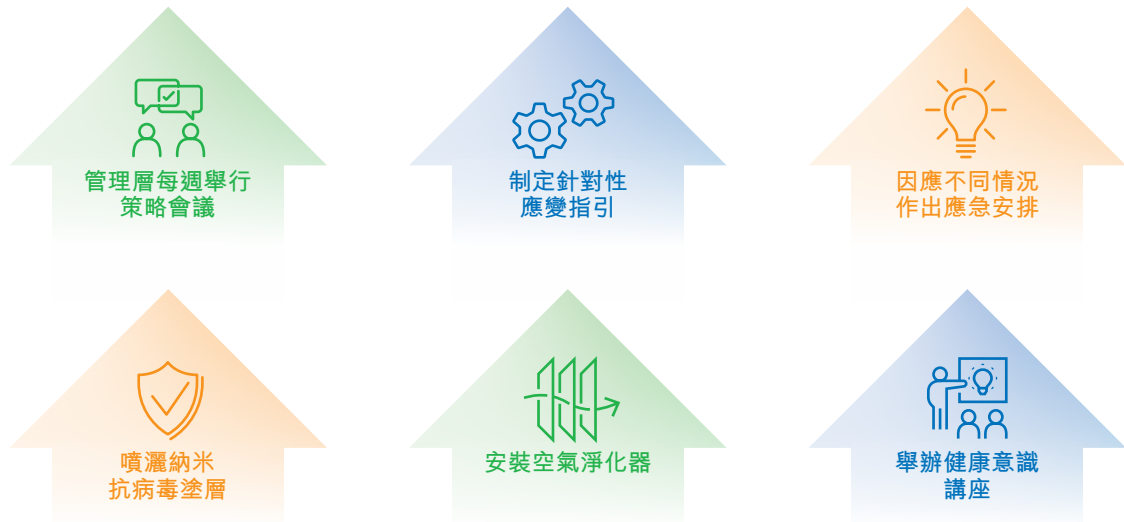 管理層每週舉行
策略會議
制定針對性
應變指引
因應不同情況
作出應急安排
噴灑納米
抗病毒塗層
安裝空氣淨化器
舉辦健康意識
講座